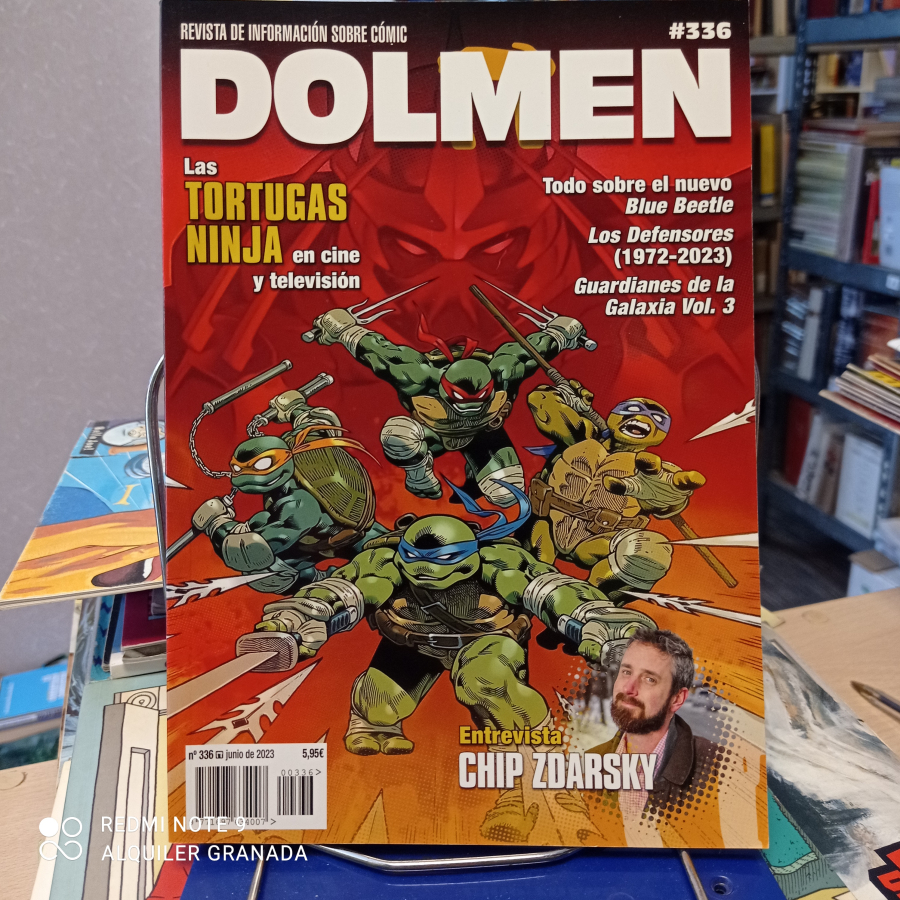 REVISTA DE INFORMACIÓN SOBRE CÓMIC
#336
DOLMEN
Las
TORTUGAS
NINJA en cine
y televisión
Todo sobre el nuevo
Blue Beetle
Los Defensores
(1972-2023)
Guardianes de la
Galaxia Vol. 3
Entrevista
CHIP ZDARSKY
nº 336 junio de 2023 5,95€
00336>
REDMI NOTE 9
ALQUILER GRANADA